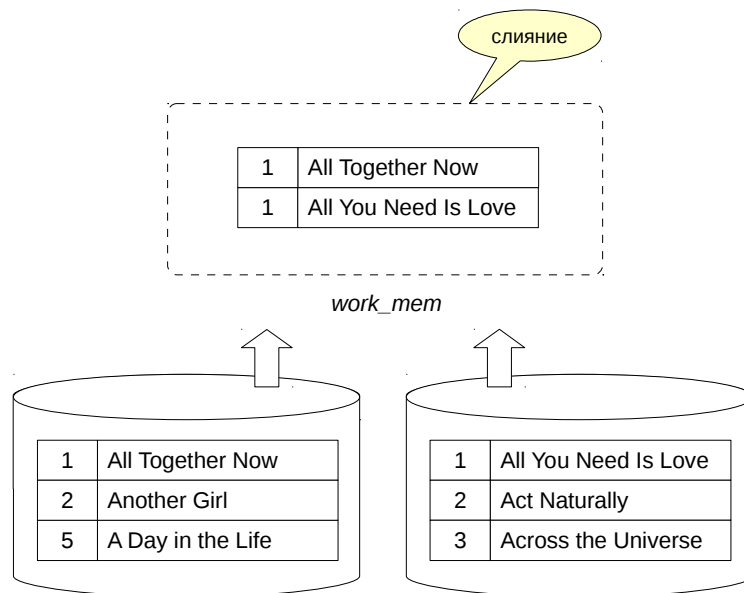 слияние
1 All Together Now
1 All You Need Is Love
work_mem
1 All Together Now
2 Another Girl
5 A Day in the Life
1 All You Need Is Love
2 Act Naturally
3 Across the Universe